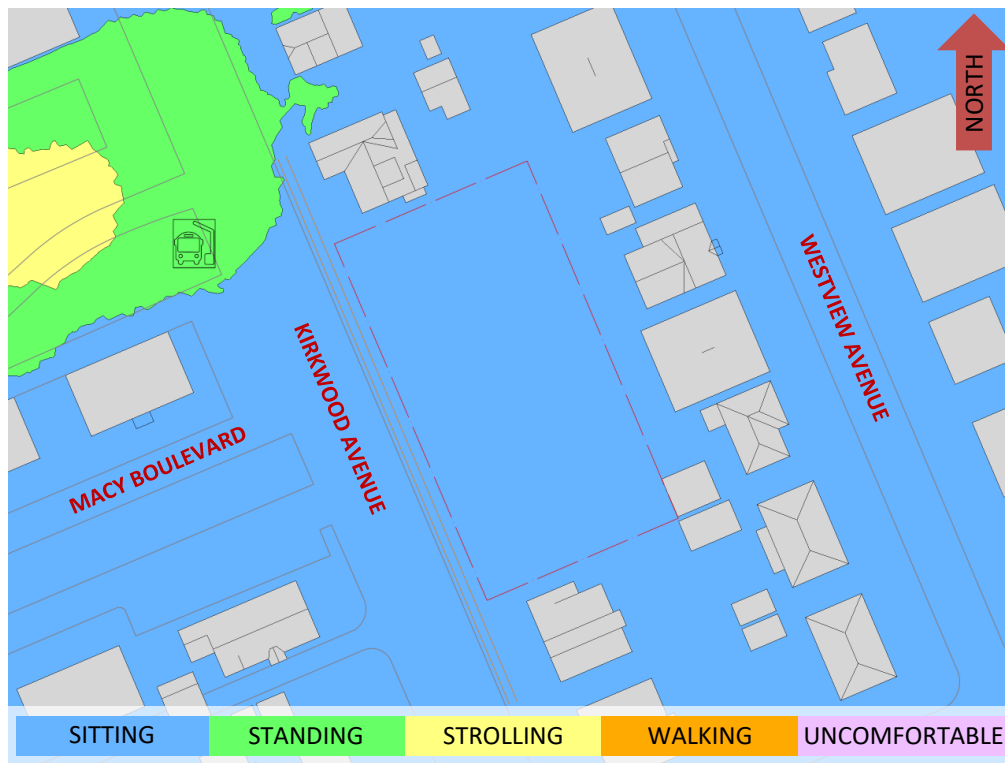 NORTH
WESTVIEW AVENUE
KIRKWOOD AVENUE
MACY BOULEVARD
SITTING
STANDING
STROLLING
WALKING
UNCOMFORTABLE